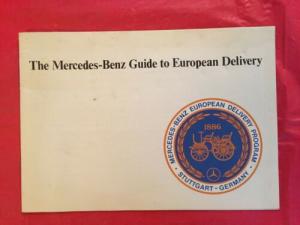 The Mercedes-Benz Guide to European Delivery
MERCEDES-BENZ EUROPEAN DELIVERY PROGRAM
1886
STUTTGART - GERMANY